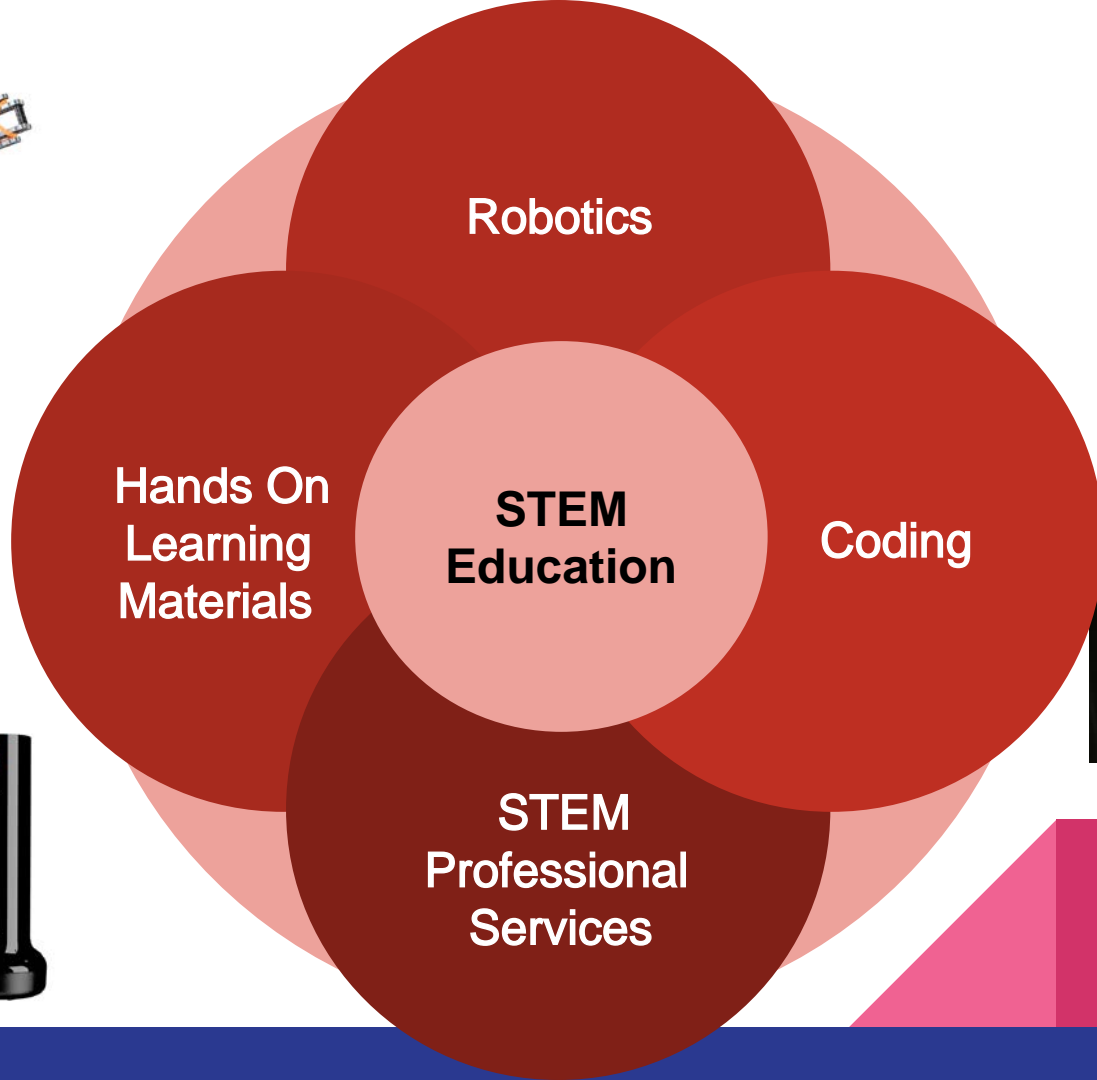 Robotics
Hands On
Learning
Materials
STEM
Education
Coding
STEM
Professional
Services